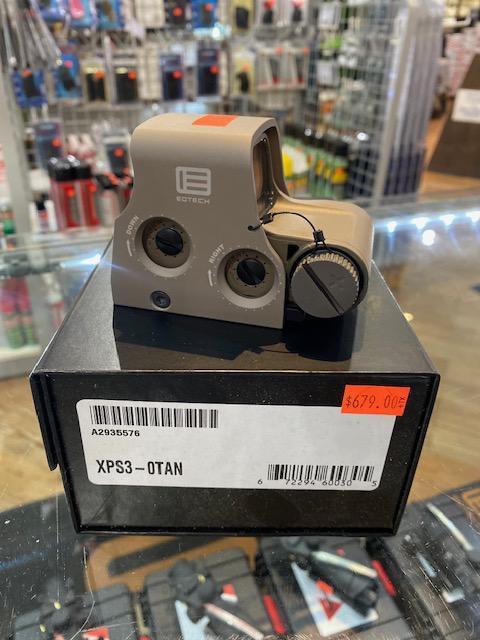 EOTECH
DOWN
RIGHT
$679.00
A2935576
XPS3-0TAN
6 72294 60030 5